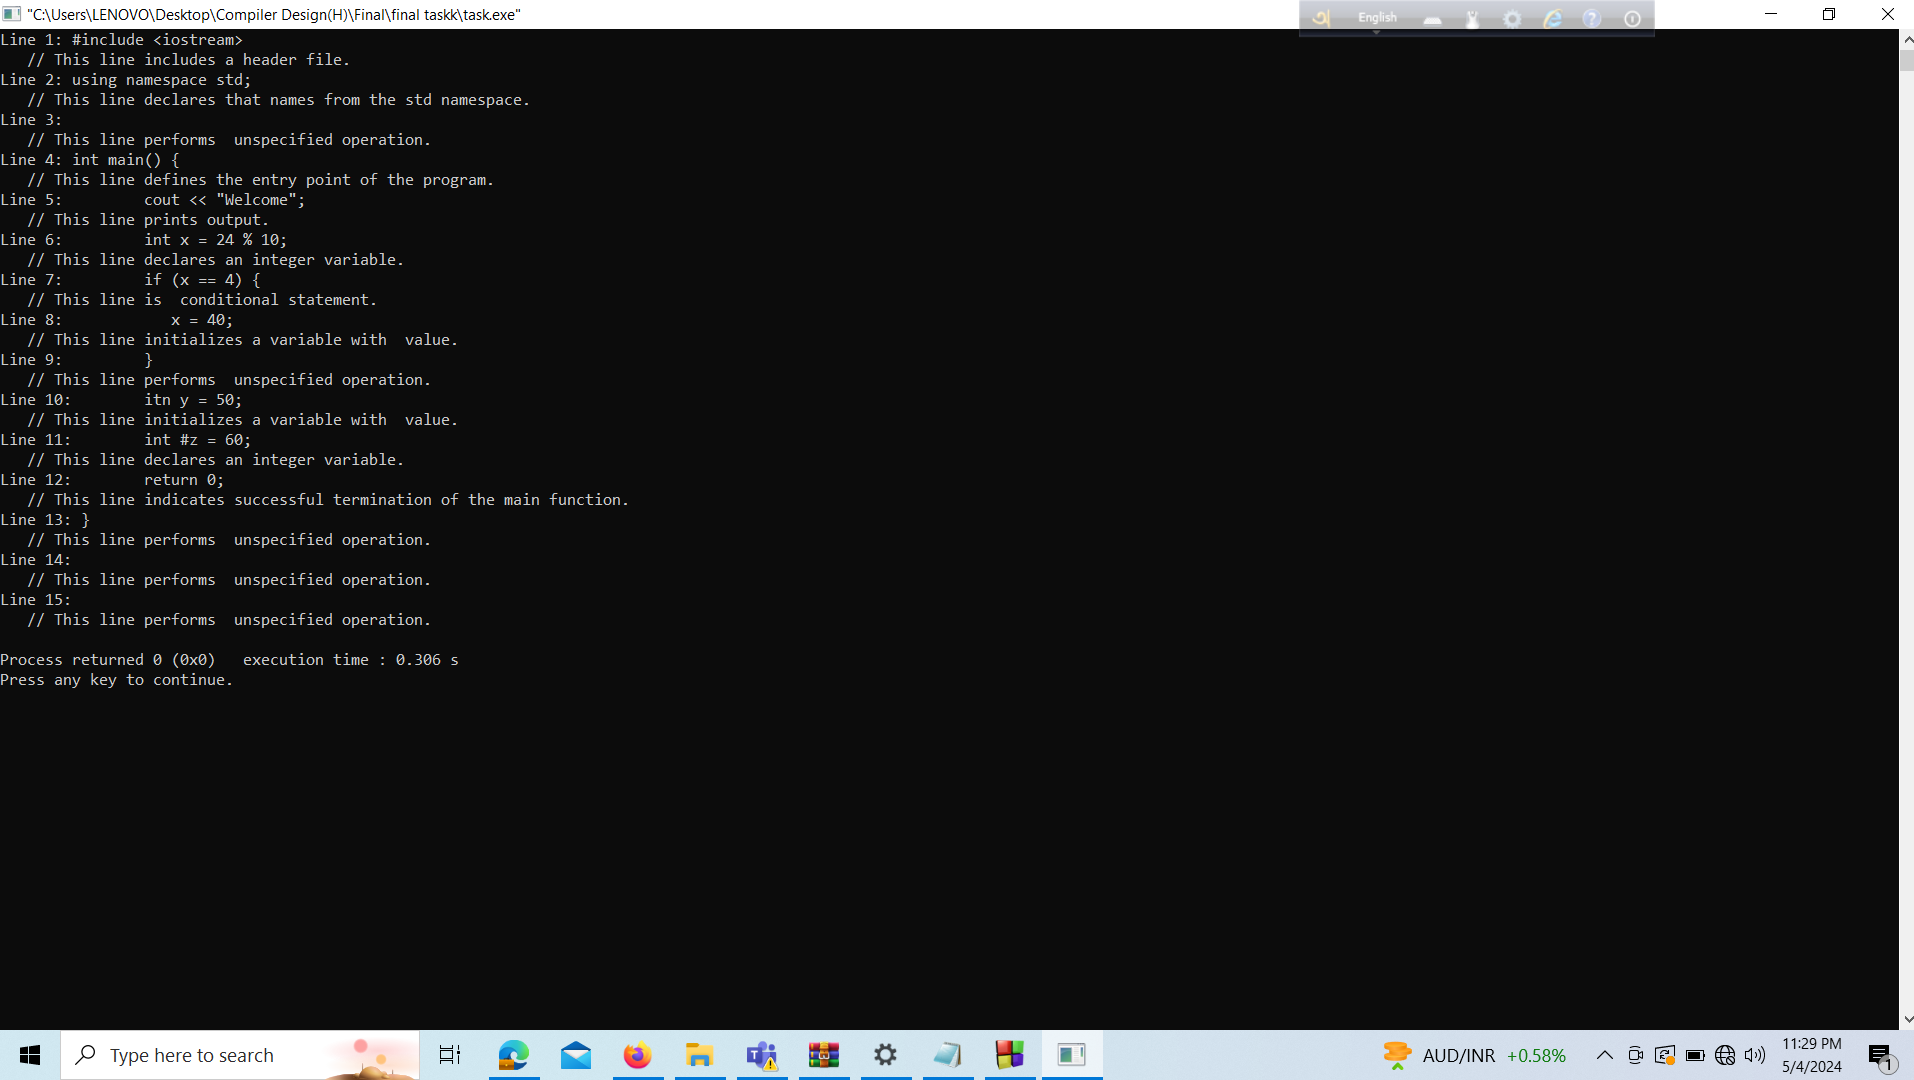 "C:\Users\LENOVO\Desktop\Compiler Design(H)\Final\final taskk\task.exe"
অ English
Line 1: #include <iostream>
   // This line includes a header file.
Line 2: using namespace std;
   // This line declares that names from the std namespace.
Line 3:
   // This line performs  unspecified operation.
Line 4: int main() {
   // This line defines the entry point of the program.
Line 5:         cout << "Welcome";
   // This line prints output.
Line 6:         int x = 24 % 10;
   // This line declares an integer variable.
Line 7:         if (x == 4) {
   // This line is  conditional statement.
Line 8:            x = 40;
   // This line initializes a variable with  value.
Line 9:         }
   // This line performs  unspecified operation.
Line 10:        itn y = 50;
   // This line initializes a variable with  value.
Line 11:        int #z = 60;
   // This line declares an integer variable.
Line 12:        return 0;
   // This line indicates successful termination of the main function.
Line 13: }
   // This line performs  unspecified operation.
Line 14:
   // This line performs  unspecified operation.
Line 15:
   // This line performs  unspecified operation.
Process returned 0 (0x0)   execution time : 0.306 s
Press any key to continue.
Type here to search
AUD/INR +0.58%
11:29 PM
5/4/2024
1